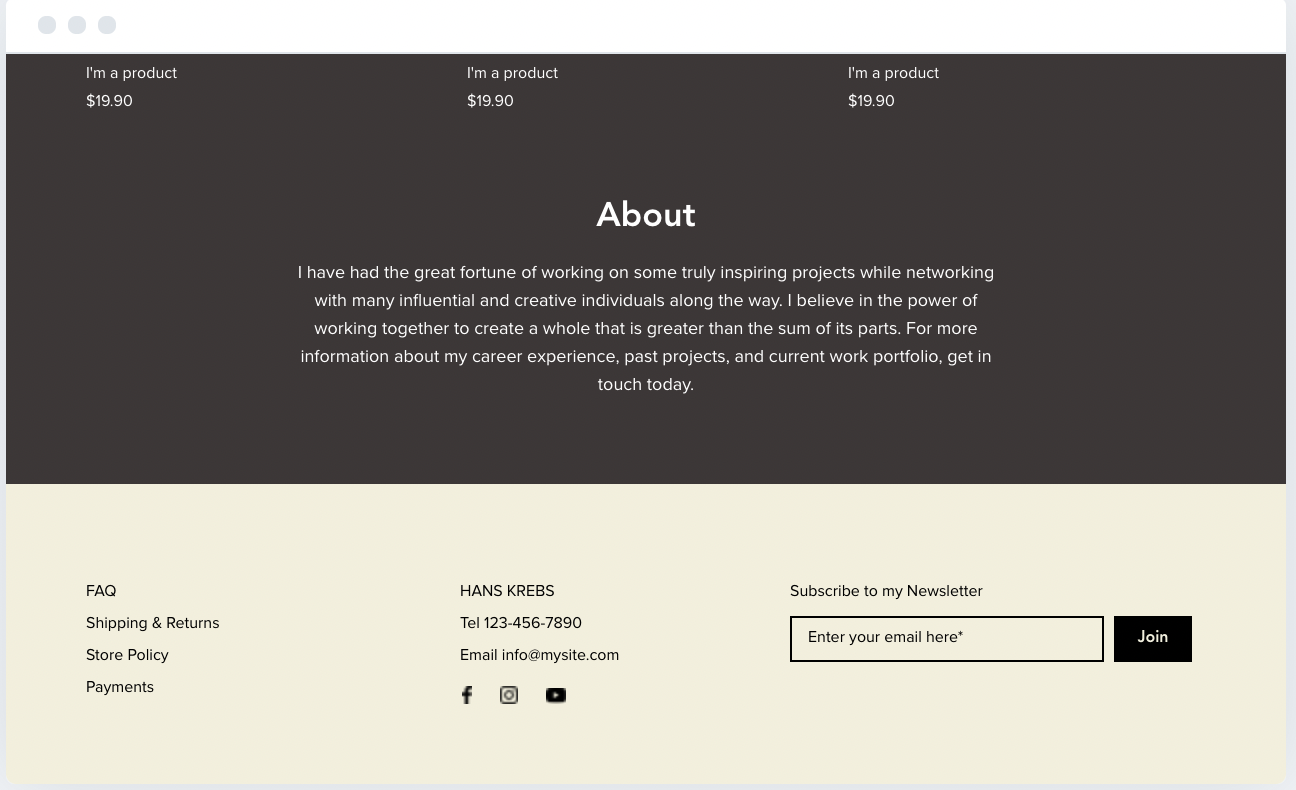 I'm a product
$19.90
I'm a product
$19.90
I'm a product
$19.90
About
I have had the great fortune of working on some truly inspiring projects while networking
with many influential and creative individuals along the way. I believe in the power of
working together to create a whole that is greater than the sum of its parts. For more
information about my career experience, past projects, and current work portfolio, get in
touch today.
FAQ
Shipping & Returns
Store Policy
Payments
HANS KREBS
Tel 123-456-7890
Email info@mysite.com
Subscribe to my Newsletter
Enter your email here*
Join